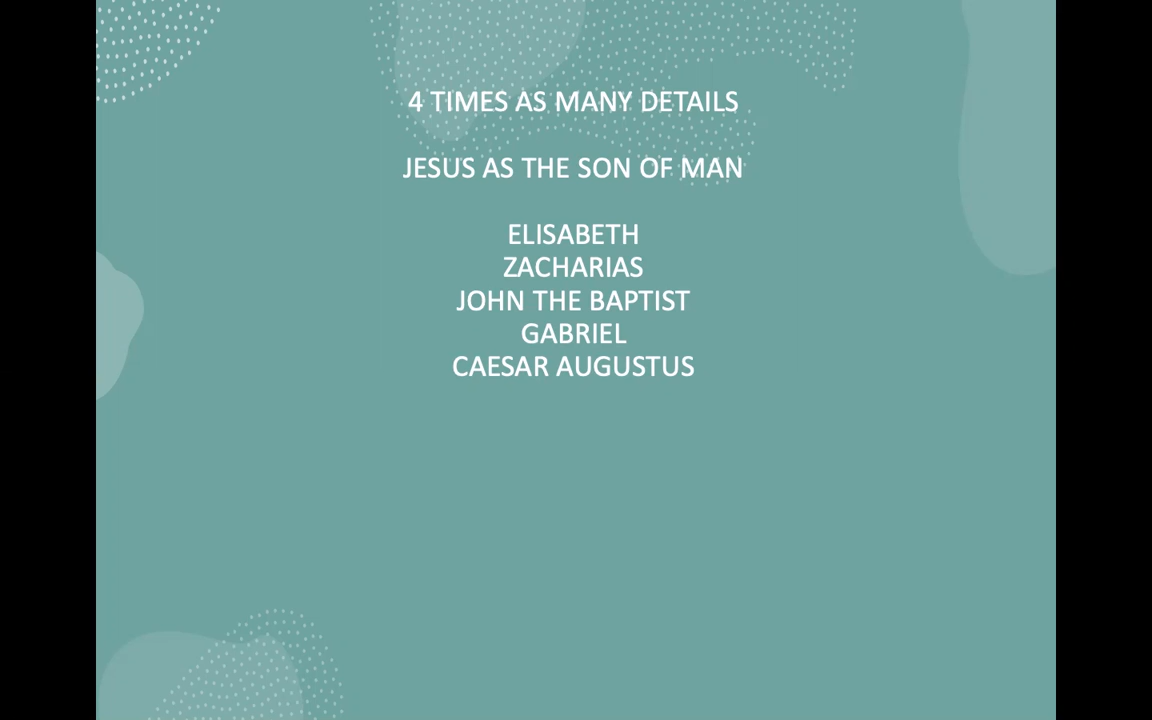 4 TIMES AS MANY DETAILS
JESUS AS THE SON OF MAN
ELISABETH
ZACHARIAS
JOHN THE BAPTIST
GABRIEL
CAESAR AUGUSTUS